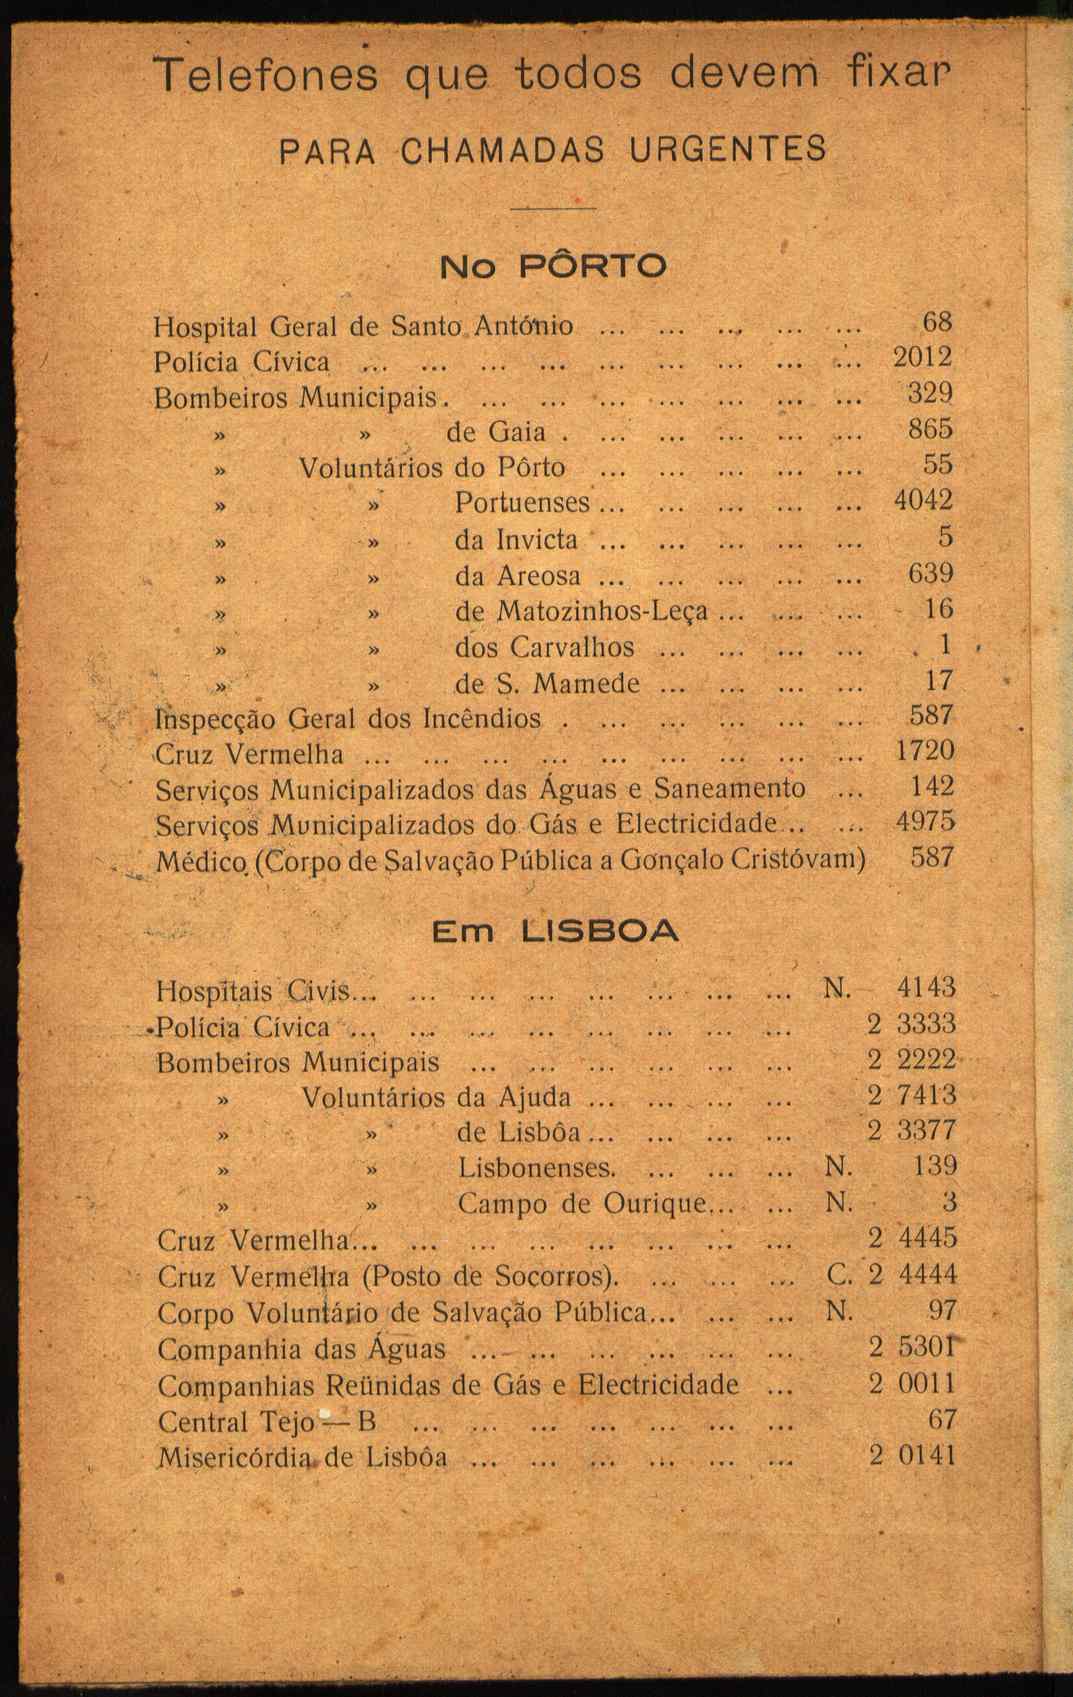 Telefones que todos devem fixar
PARA CHAMADAS URGENTES
No PÔRTO
Hospital Geral de Santo António ... ... ... ... ... 68
Polícia Cívica ... ... ... ... ... ... ... ... ... 2012
Bombeiros Municipais. ... ... ... ... ... ... ... 329
» » de Gaia . ... ... ... ... ... 865
» Voluntários do Pôrto ... ... ... ... ... 55
» » Portuenses ... ... ... ... ... 4042
» » da Invicta ... ... ... ... ... 5
» » da Areosa ... ... ... ... ... 639
» » de Matozinhos-Leça ... ... ... 16
» » dos Carvalhos ... ... ... ... 1
» » de S. Mamede ... ... ... ... 17
Inspecção Geral dos Incêndios . ... ... ... ... ... 587
Cruz Vermelha ... ... ... ... ... ... ... ... ... 1720
Serviços Municipalizados das Águas e Saneamento ... 142
Serviços Municipalizados do Gás e Electricidade... ... 4975
Médico (Corpo de Salvação Pública a Gonçalo Cristóvam) 587
Em LISBOA
Hospitais Civis... ... ... ... ... ... ... ... N. 4143
Polícia Cívica ... ... ... ... ... ... ... ... 2 3333
Bombeiros Municipais ... ... ... ... ... ... 2 2222
» Voluntários da Ajuda ... ... ... ... 2 7413
» » de Lisbôa ... ... ... ... 2 3377
» » Lisbonenses. ... ... ... N. 139
» » Campo de Ourique... ... N. 3
Cruz Vermelha... ... ... ... ... ... ... ... 2 4445
Cruz Vermelha (Posto de Socorros). ... ... ... C. 2 4444
Corpo Voluntário de Salvação Pública... ... ... N. 97
Companhia das Águas ... ... ... ... ... ... 2 5301
Companhias Reünidas de Gás e Electricidade ... 2 0011
Central Tejo — B ... ... ... ... ... ... ... 67
Misericórdia de Lisbôa ... ... ... ... ... ... 2 0141